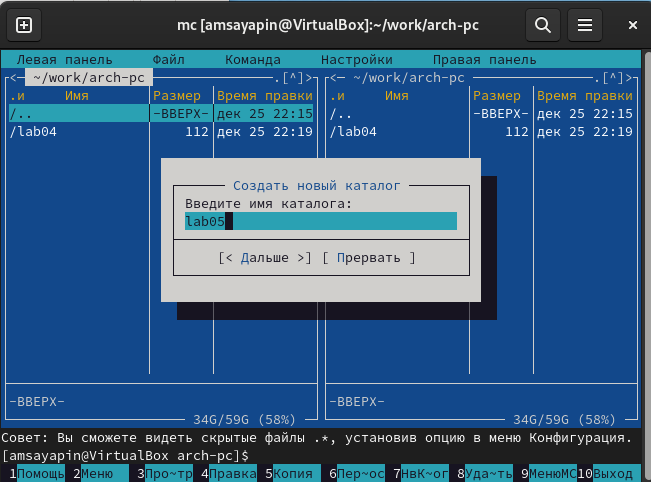 mc [amsayapin@VirtualBox]:~/work/arch-pc
Левая панель Файл Команда Настройки Правая панель
<— ~/work/arch-pc .[^]> <— ~/work/arch-pc .[^]>
.и Имя Размер Время правки .и Имя Размер Время правки
/.. -ВВЕРХ- дек 25 22:15 /.. -ВВЕРХ- дек 25 22:15
/lab04 112 дек 25 22:19 /lab04 112 дек 25 22:19
Создать новый каталог
Введите имя каталога:
lab05
[< Дальше >] [ Прервать ]
-ВВЕРХ- -ВВЕРХ-
34G/59G (58%) 34G/59G (58%)
Совет: Вы сможете видеть скрытые файлы .*, установив опцию в меню Конфигурация.
[amsayapin@VirtualBox arch-pc]$
1Помощь 2Меню 3Про~тр 4Правка 5Копия 6Пер~ос 7НвК~ог 8Уда~ть 9МенюMC 10Выход